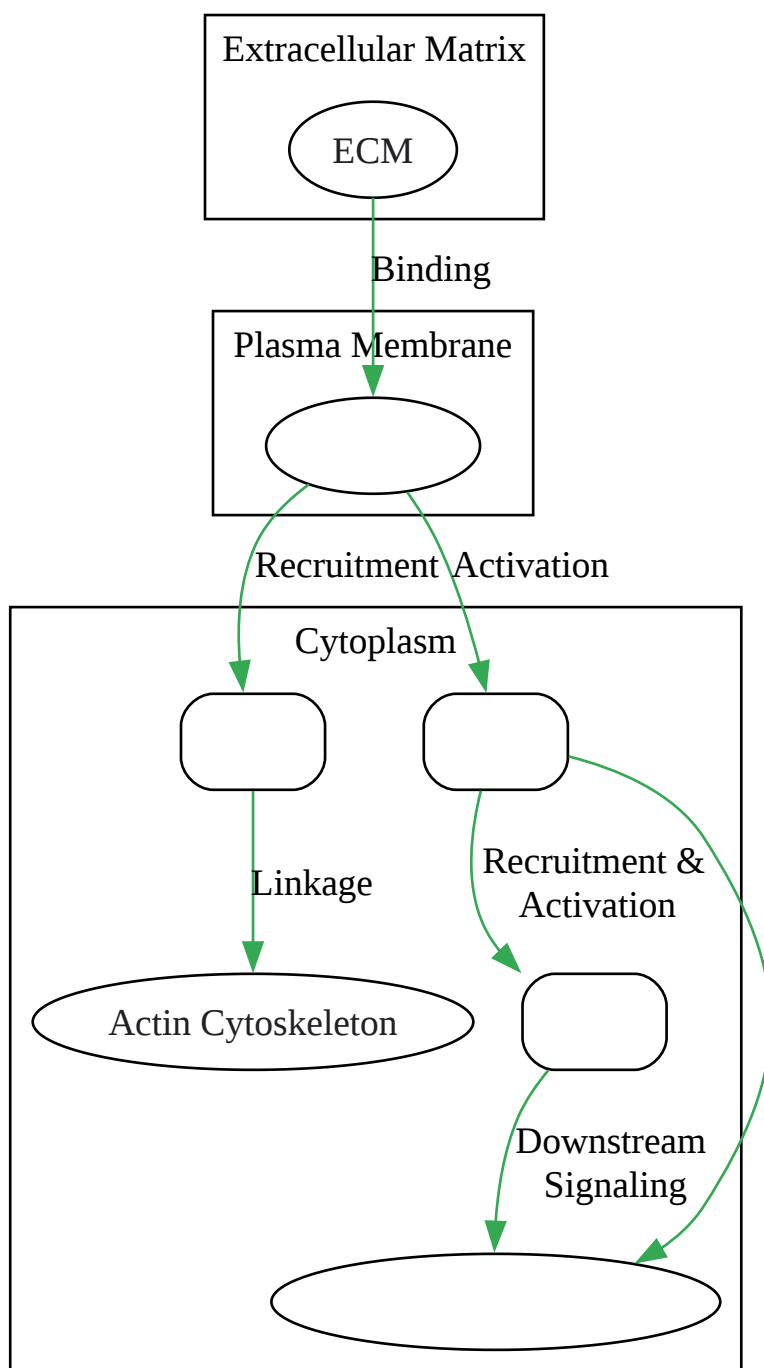 Extracellular Matrix
ECM
Binding
Plasma Membrane
Recruitment
Activation
Cytoplasm
Recruitment &
Activation
Linkage
Actin Cytoskeleton
Downstream
Signaling